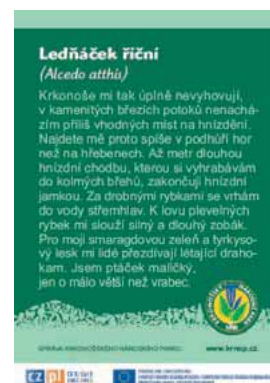 Ledňáček říční
(Alcedo atthis)
Krkonoše mi tak úplně nevyhovují,
v kamenitých březích potoků nenachá-
zím příliš vhodných míst na hnízdění.
Najdete mě proto spíše v podhůří hor
než na hřebenech. Až metr dlouhou
hnízdní chodbu, kterou si vyhrabávám
do kolmých břehů, zakončuji hnízdní
jamkou. Za drobnými rybkami se vrhám
do vody střemhlav. K lovu plevelných
rybek mi slouží silný a dlouhý zobák.
Pro moji smaragdovou zeleň a tyrkyso-
vý lesk mi lidé přezdívají létající draho-
kam. Jsem ptáček maličký,
jen o málo větší než vrabec.
SPRÁVA KRKONOŠSKÉHO NÁRODNÍHO PARKU
www.krnap.cz